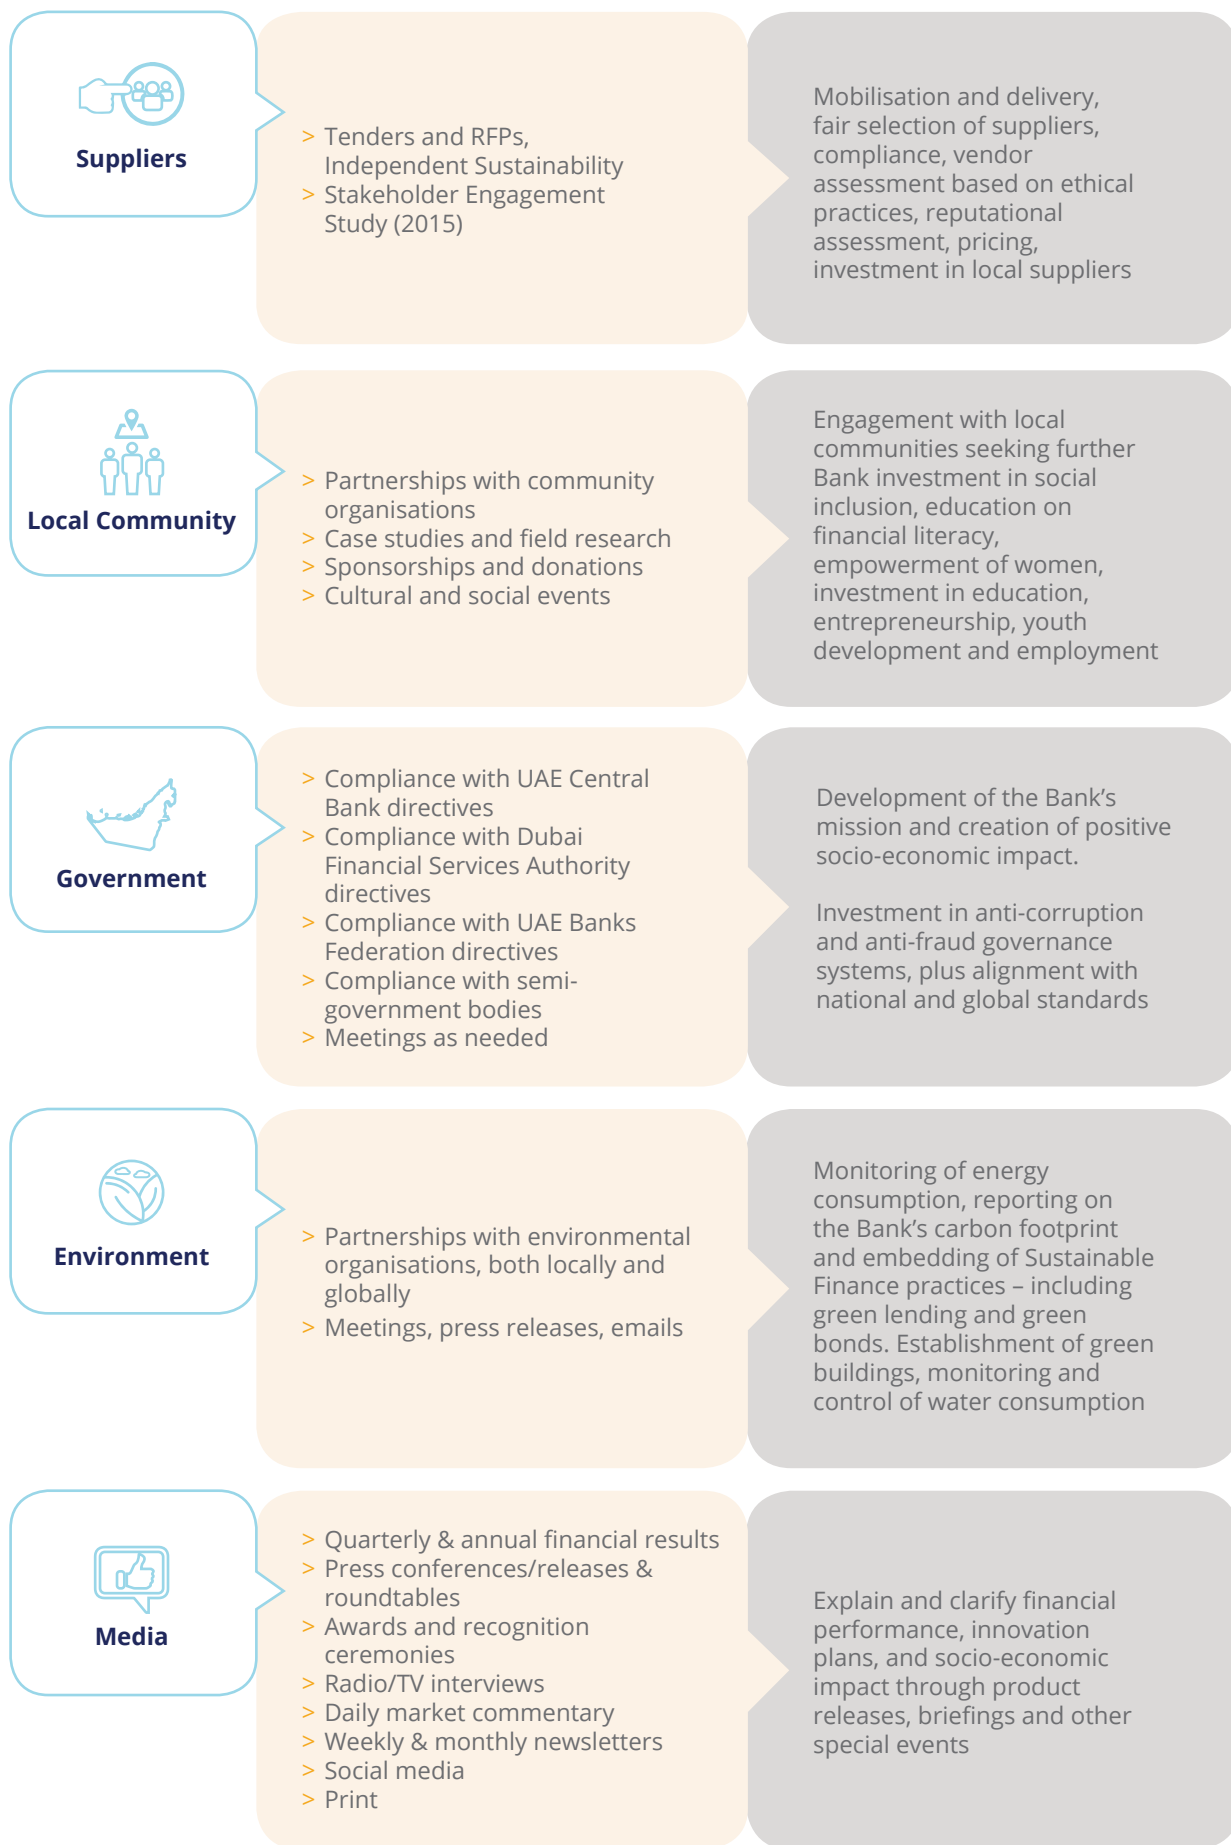 Suppliers
> Tenders and RFPs,
Independent Sustainability
> Stakeholder Engagement
Study (2015)
Mobilisation and delivery,
fair selection of suppliers,
compliance, vendor
assessment based on ethical
practices, reputational
assessment, pricing,
investment in local suppliers
Local Community
> Partnerships with community
organisations
> Case studies and field research
> Sponsorships and donations
> Cultural and social events
Engagement with local
communities seeking further
Bank investment in social
inclusion, education on
financial literacy,
empowerment of women,
investment in education,
entrepreneurship, youth
development and employment
Government
> Compliance with UAE Central
Bank directives
> Compliance with Dubai
Financial Services Authority
directives
> Compliance with UAE Banks
Federation directives
> Compliance with semi-
government bodies
> Meetings as needed
Development of the Bank’s
mission and creation of positive
socio-economic impact.
Investment in anti-corruption
and anti-fraud governance
systems, plus alignment with
national and global standards
Environment
> Partnerships with environmental
organisations, both locally and
globally
> Meetings, press releases, emails
Monitoring of energy
consumption, reporting on
the Bank’s carbon footprint
and embedding of Sustainable
Finance practices – including
green lending and green
bonds. Establishment of green
buildings, monitoring and
control of water consumption
Media
> Quarterly & annual financial results
> Press conferences/releases &
roundtables
> Awards and recognition
ceremonies
> Radio/TV interviews
> Daily market commentary
> Weekly & monthly newsletters
> Social media
> Print
Explain and clarify financial
performance, innovation
plans, and socio-economic
impact through product
releases, briefings and other
special events